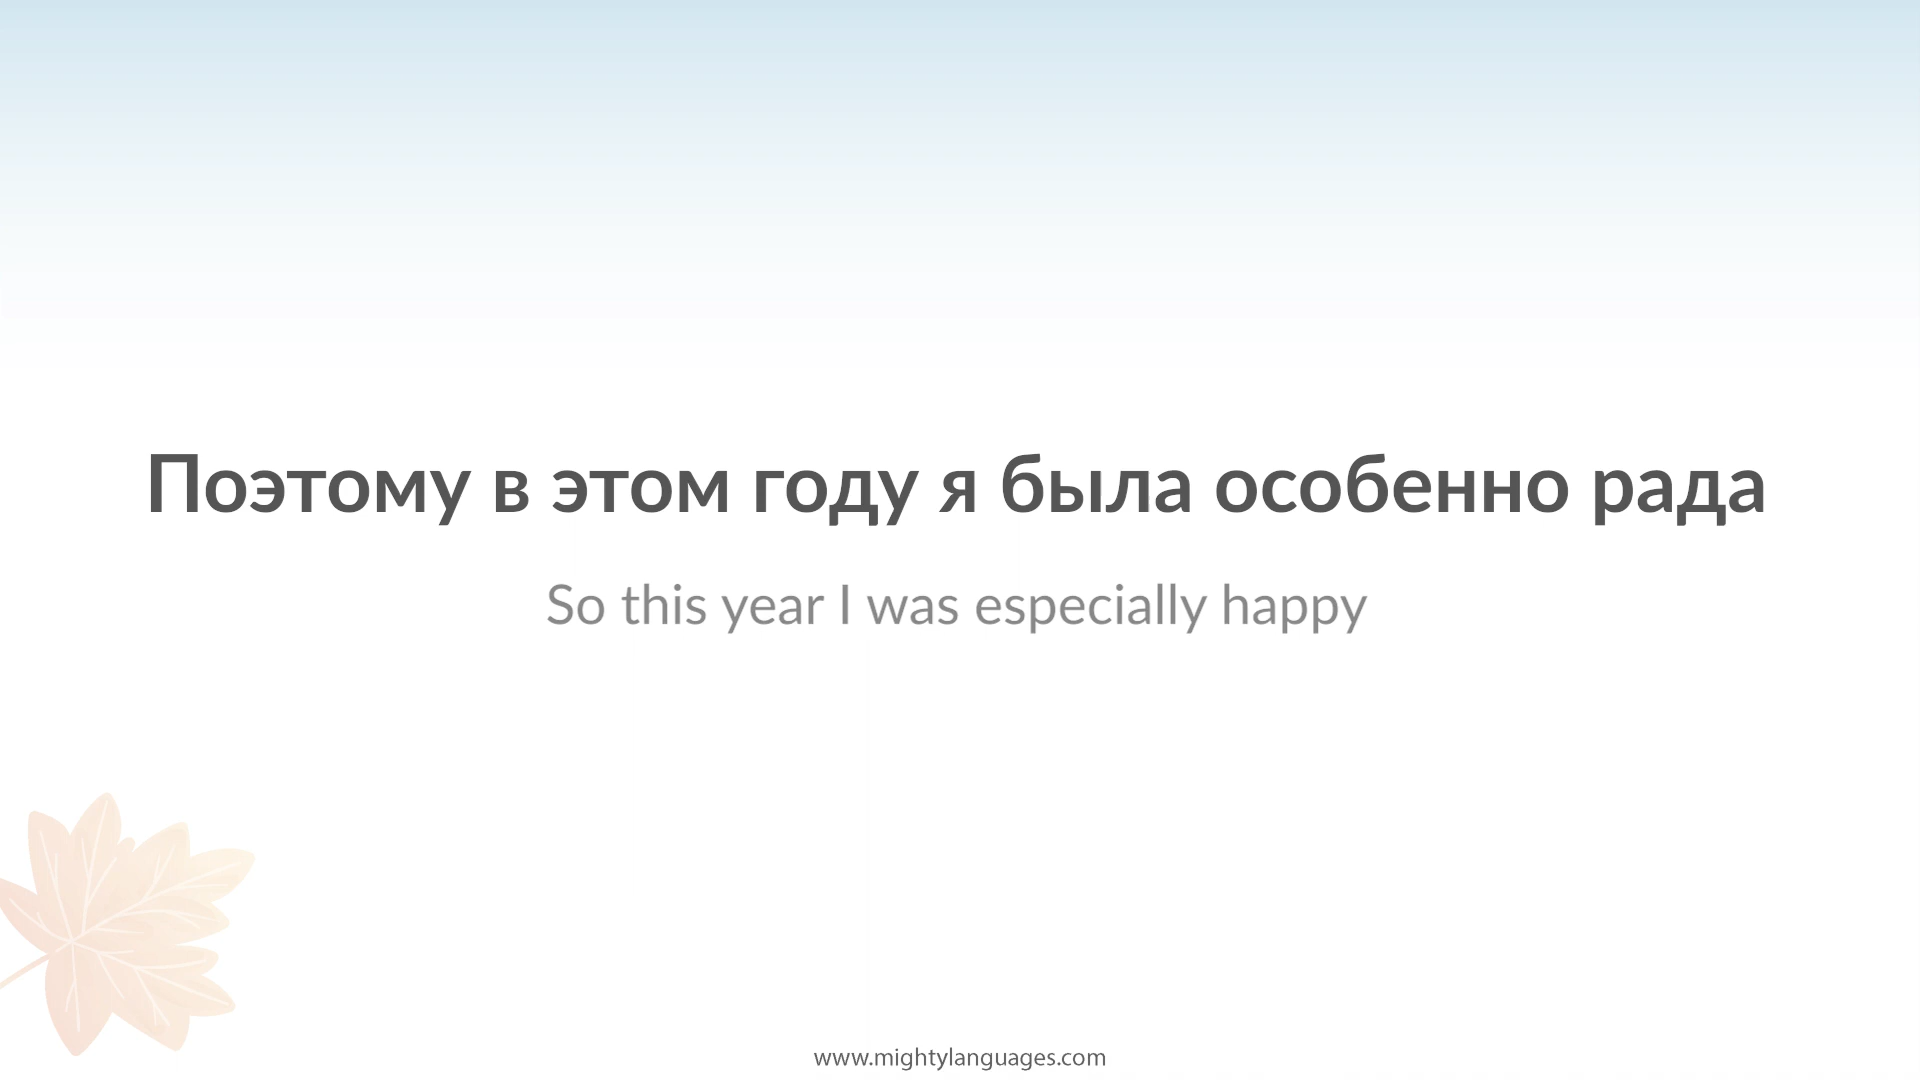 Поэтому в этом году я была особенно рада
So this year I was especially happy
www.mightylanguages.com